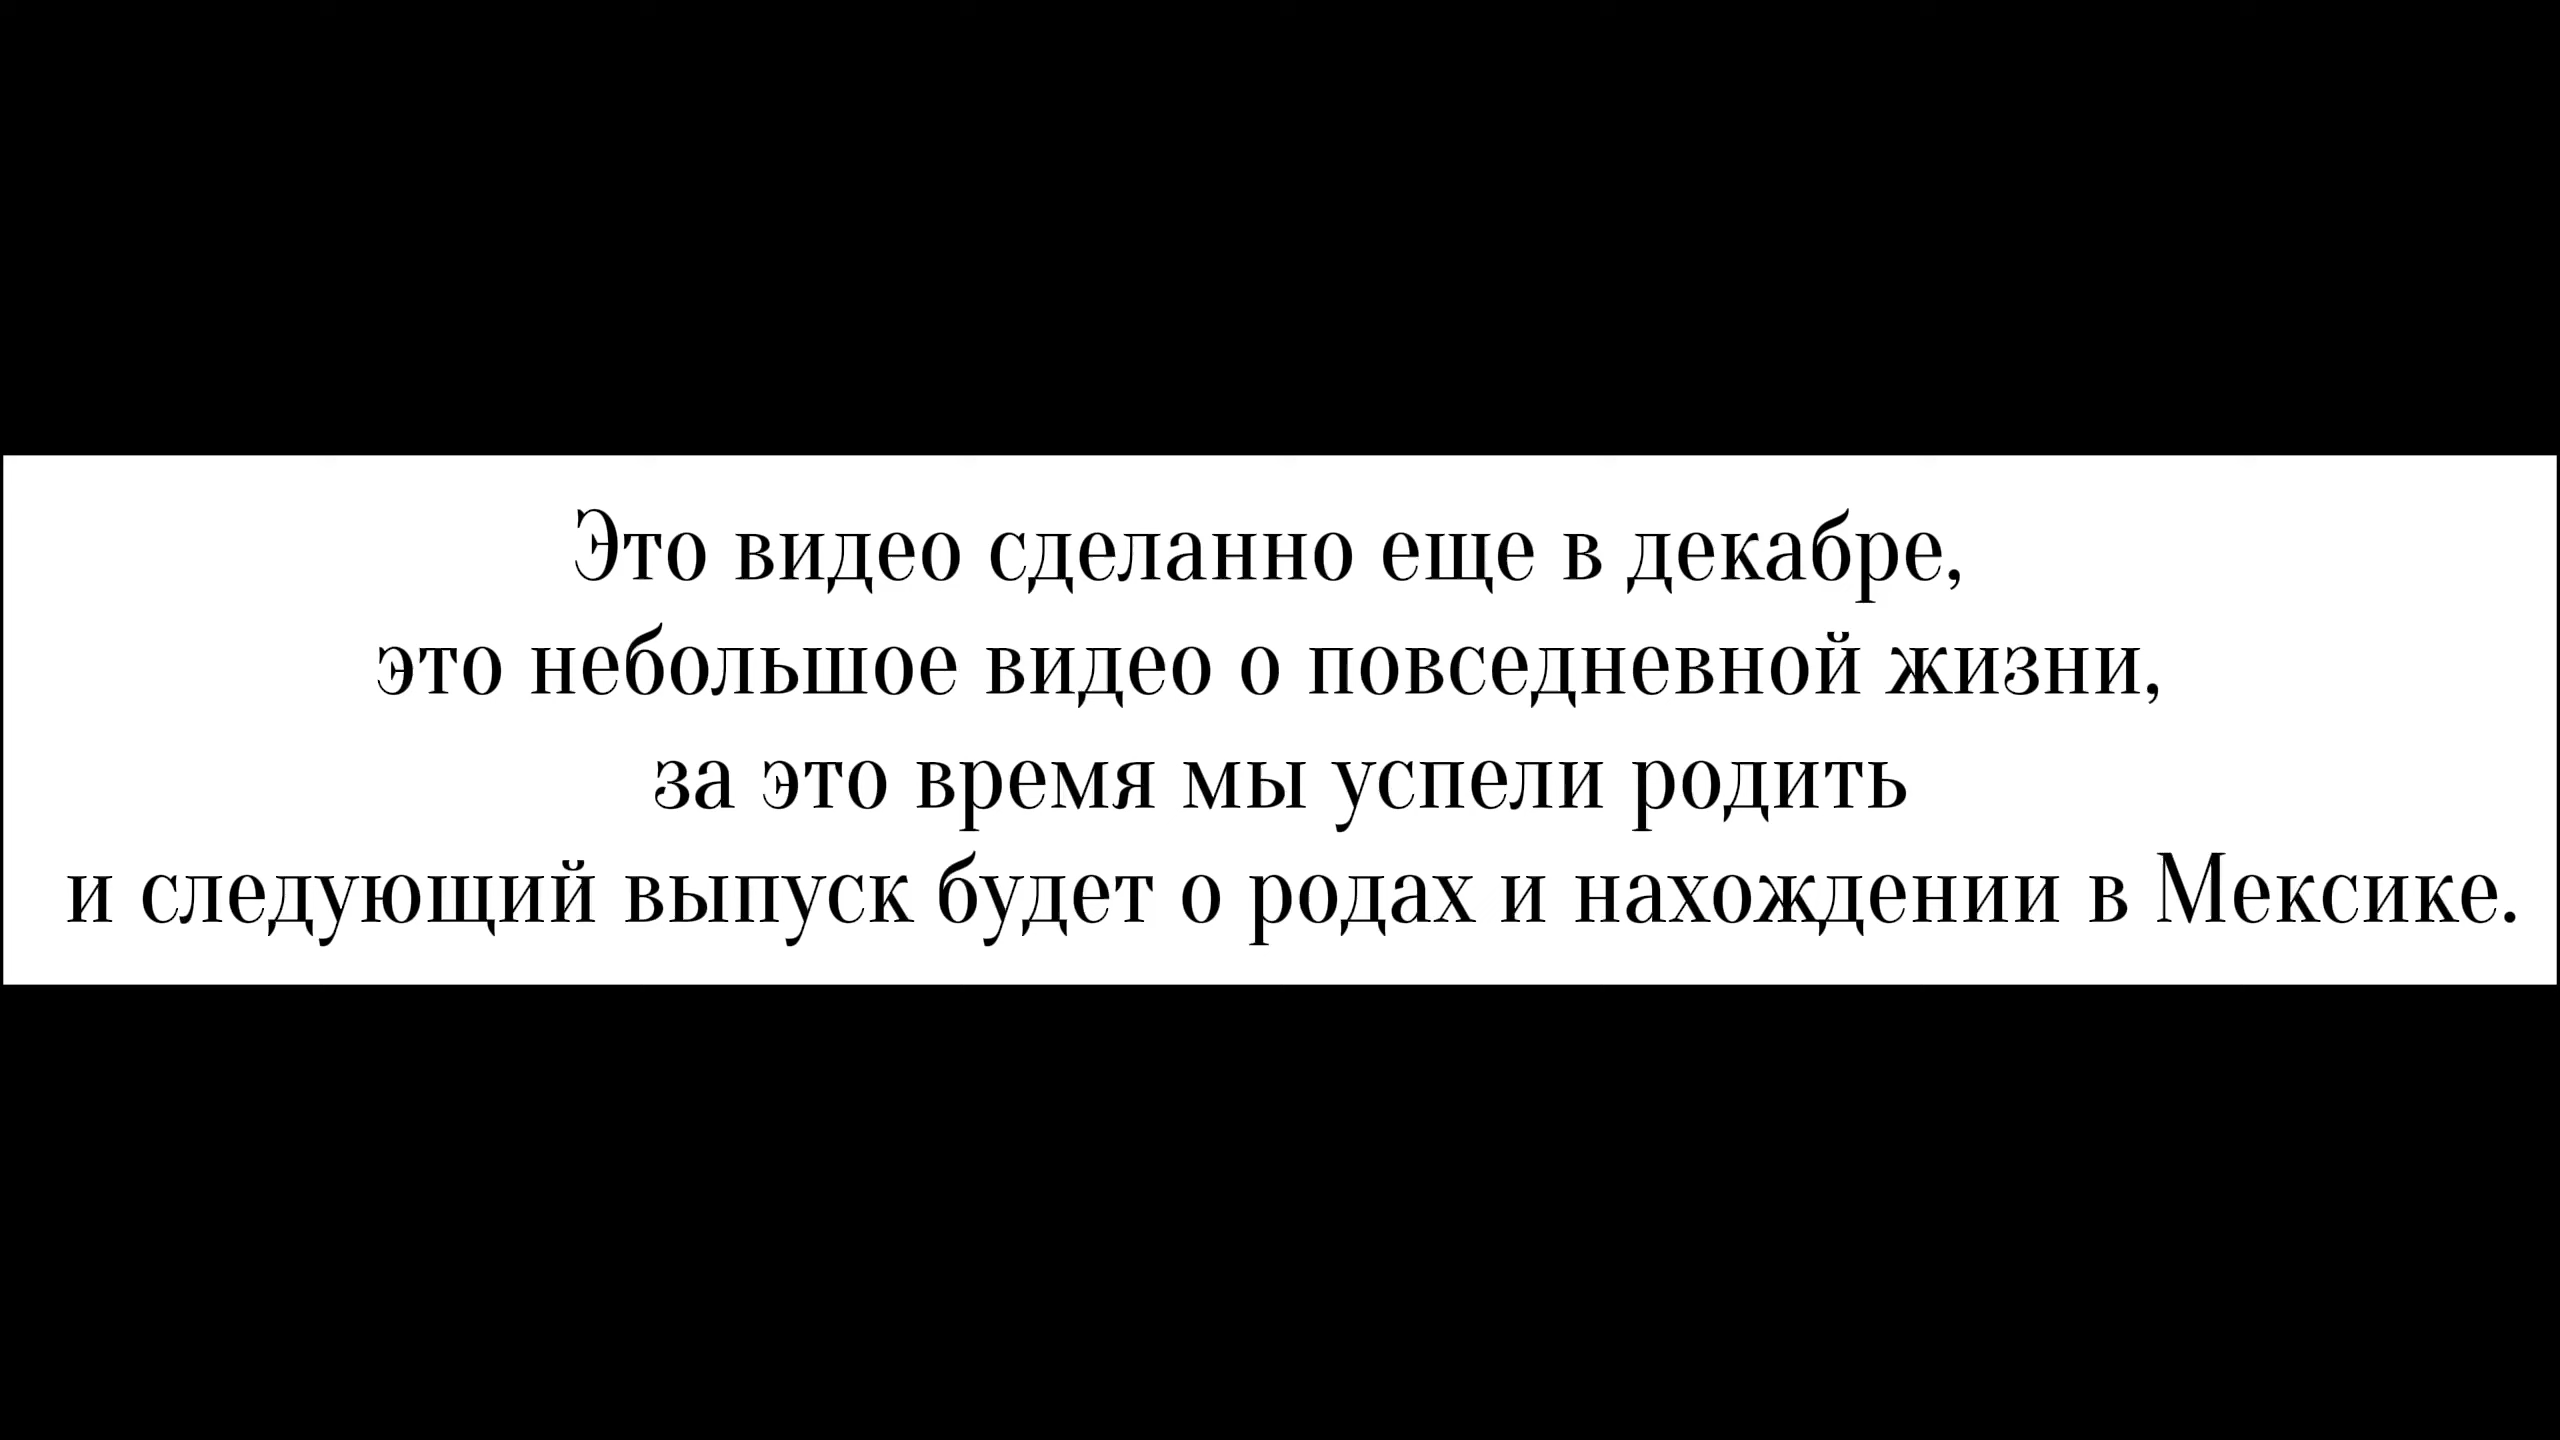 Это видео сделанно еще в декабре,
это небольшое видео о повседневной жизни,
за это время мы успели родить
и следующий выпуск будет о родах и нахождении в Мексике.